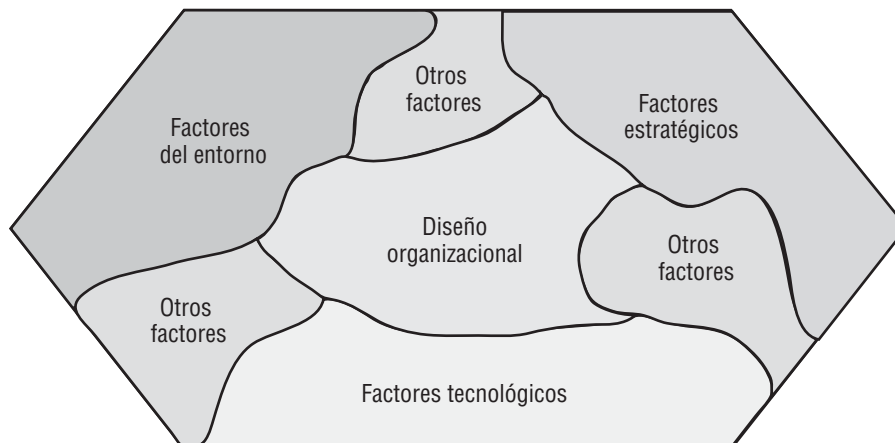 Otros
factores
Factores
estratégicos
Factores
del entorno
Diseño
organizacional
Otros
factores
Otros
factores
Factores tecnológicos